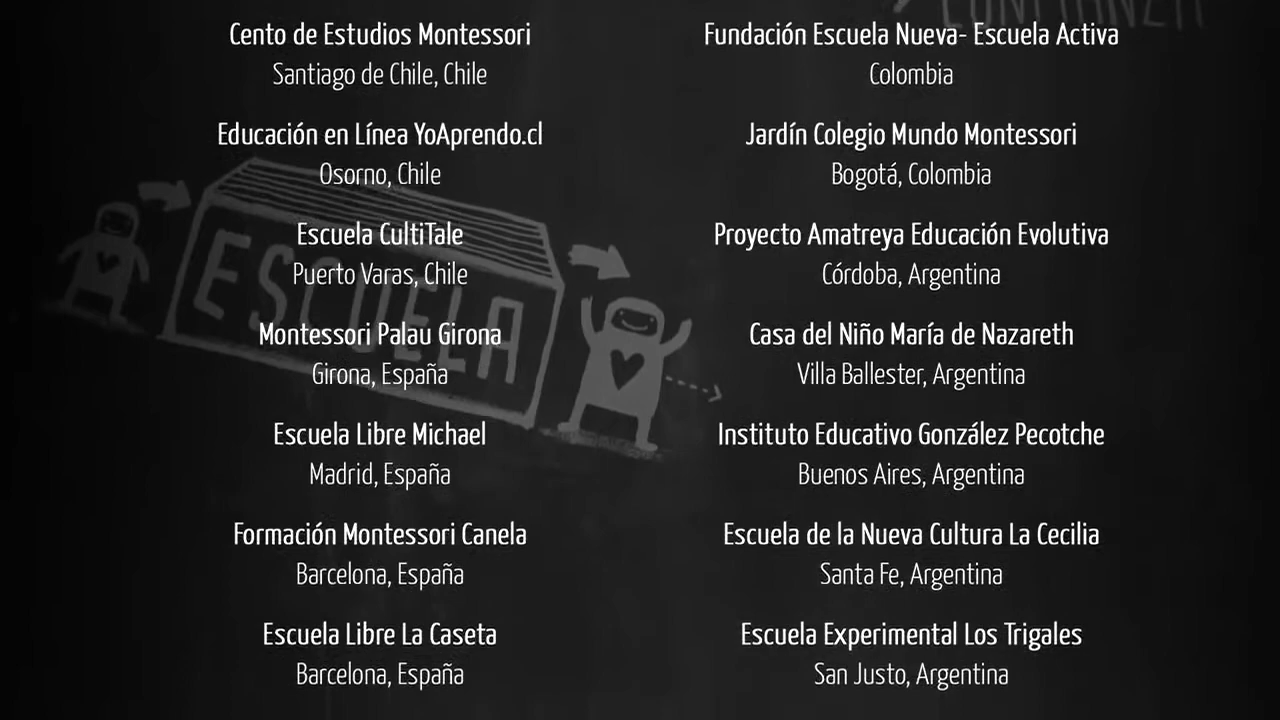 CONFIANZA
Cento de Estudios Montessori
Santiago de Chile, Chile
Educación en Línea YoAprendo.cl
Osorno, Chile
Escuela CultiTale
Puerto Varas, Chile
Montessori Palau Girona
Girona, España
Escuela Libre Michael
Madrid, España
Formación Montessori Canela
Barcelona, España
Escuela Libre La Caseta
Barcelona, España
Fundación Escuela Nueva- Escuela Activa
Colombia
Jardín Colegio Mundo Montessori
Bogotá, Colombia
Proyecto Amatreya Educación Evolutiva
Córdoba, Argentina
Casa del Niño María de Nazareth
Villa Ballester, Argentina
Instituto Educativo González Pecotche
Buenos Aires, Argentina
Escuela de la Nueva Cultura La Cecilia
Santa Fe, Argentina
Escuela Experimental Los Trigales
San Justo, Argentina
ESCUELA